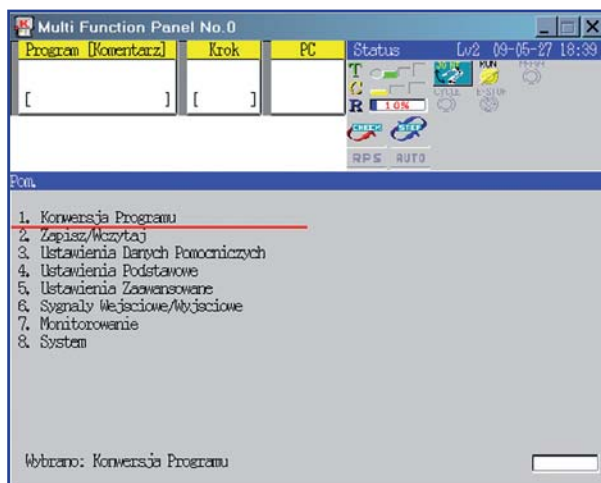 Multi Function Panel No.0
Program [Komentarz] Krok PC Status Lv2 09-05-27 18:39
T
C
R 10%
[ ] [ ]
RUN
CYCLE E-STOP
CHECK STEP
RPS AUTO
Pom.
1. Konwersja Programu
2. Zapisz/Wczytaj
3. Ustawienia Danych Pomocniczych
4. Ustawienia Podstawowe
5. Ustawienia Zaawansowane
6. Sygnaly Wejsciowe/Wyjsciowe
7. Monitorowanie
8. System
Wybrano: Konwersja Programu